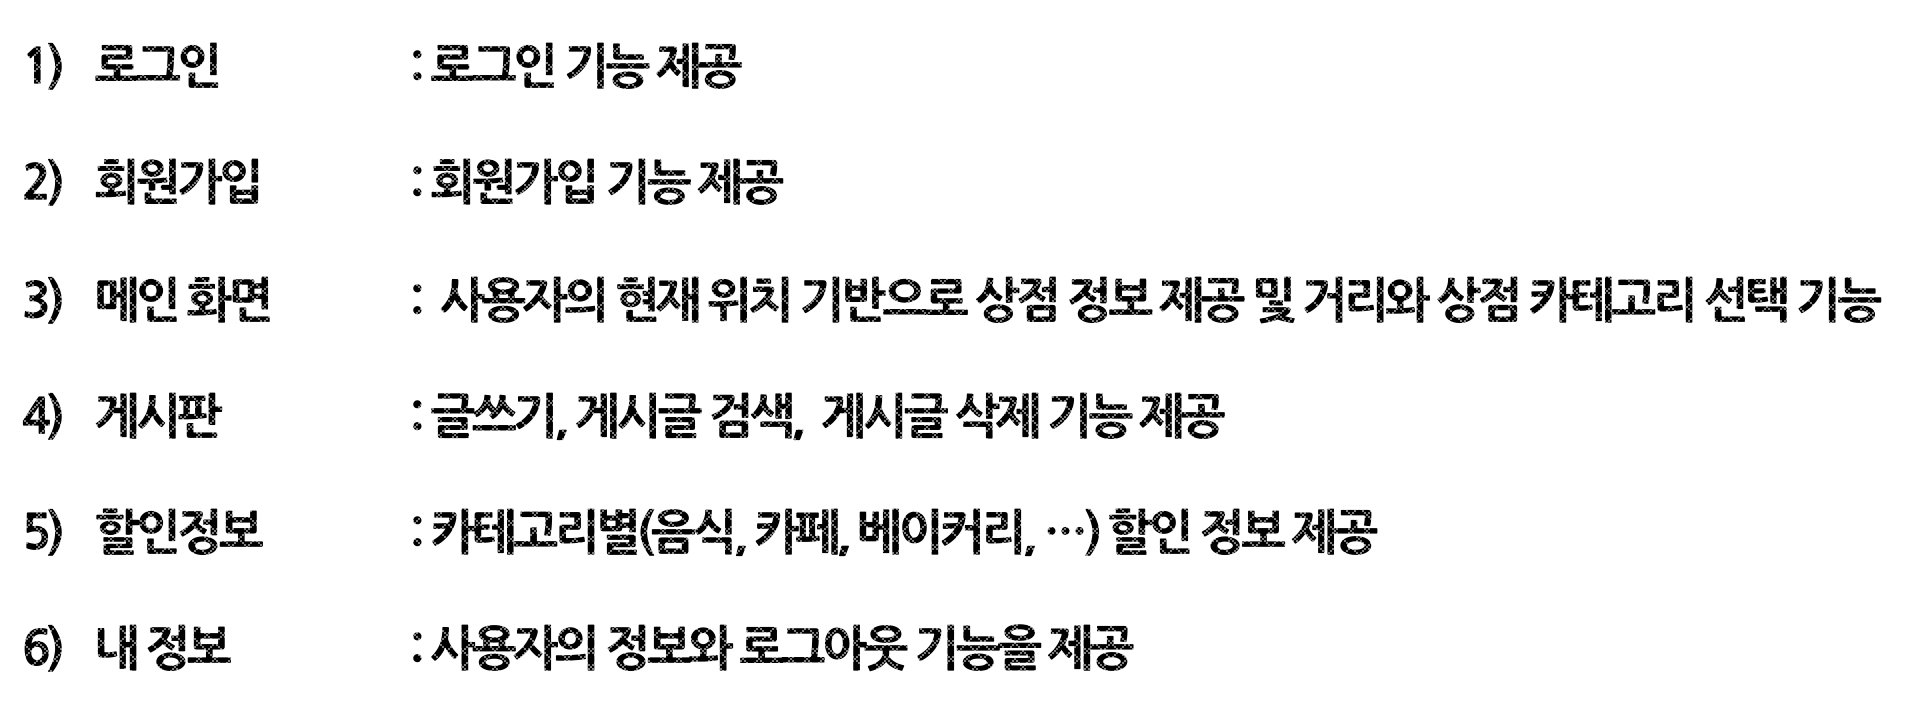 1) 로그인 : 로그인 기능 제공
2) 회원가입 : 회원가입 기능 제공
3) 메인 화면 : 사용자의 현재 위치 기반으로 상점 정보 제공 및 거리와 상점 카테고리 선택 기능
4) 게시판 : 글쓰기, 게시글 검색, 게시글 삭제 기능 제공
5) 할인정보 : 카테고리별(음식, 카페, 베이커리, …) 할인 정보 제공
6) 내 정보 : 사용자의 정보와 로그아웃 기능을 제공